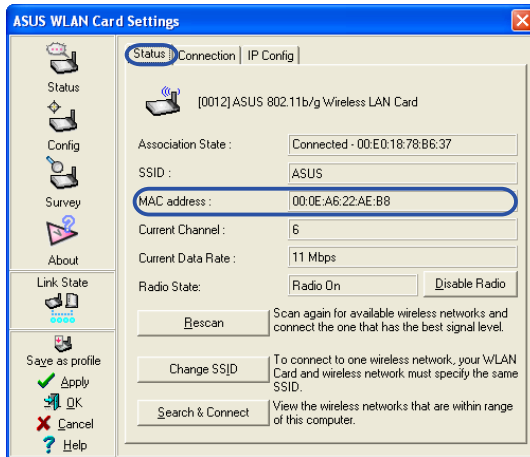 ASUS WLAN Card Settings
Status
Config
Survey
About
Link State
Save as profile
Apply
OK
Cancel
Help
Status
Connection
IP Config
[0012] ASUS 802.11b/g Wireless LAN Card
Association State :
Connected - 00:E0:18:78:B6:37
SSID :
ASUS
MAC address :
00:0E:A6:22:AE:B8
Current Channel :
6
Current Data Rate :
11 Mbps
Radio State:
Radio On
Disable Radio
Rescan
Scan again for available wireless networks and
connect the one that has the best signal level.
Change SSID
To connect to one wireless network, your WLAN
Card and wireless network must specify the same
SSID.
Search & Connect
View the wireless networks that are within range
of this computer.